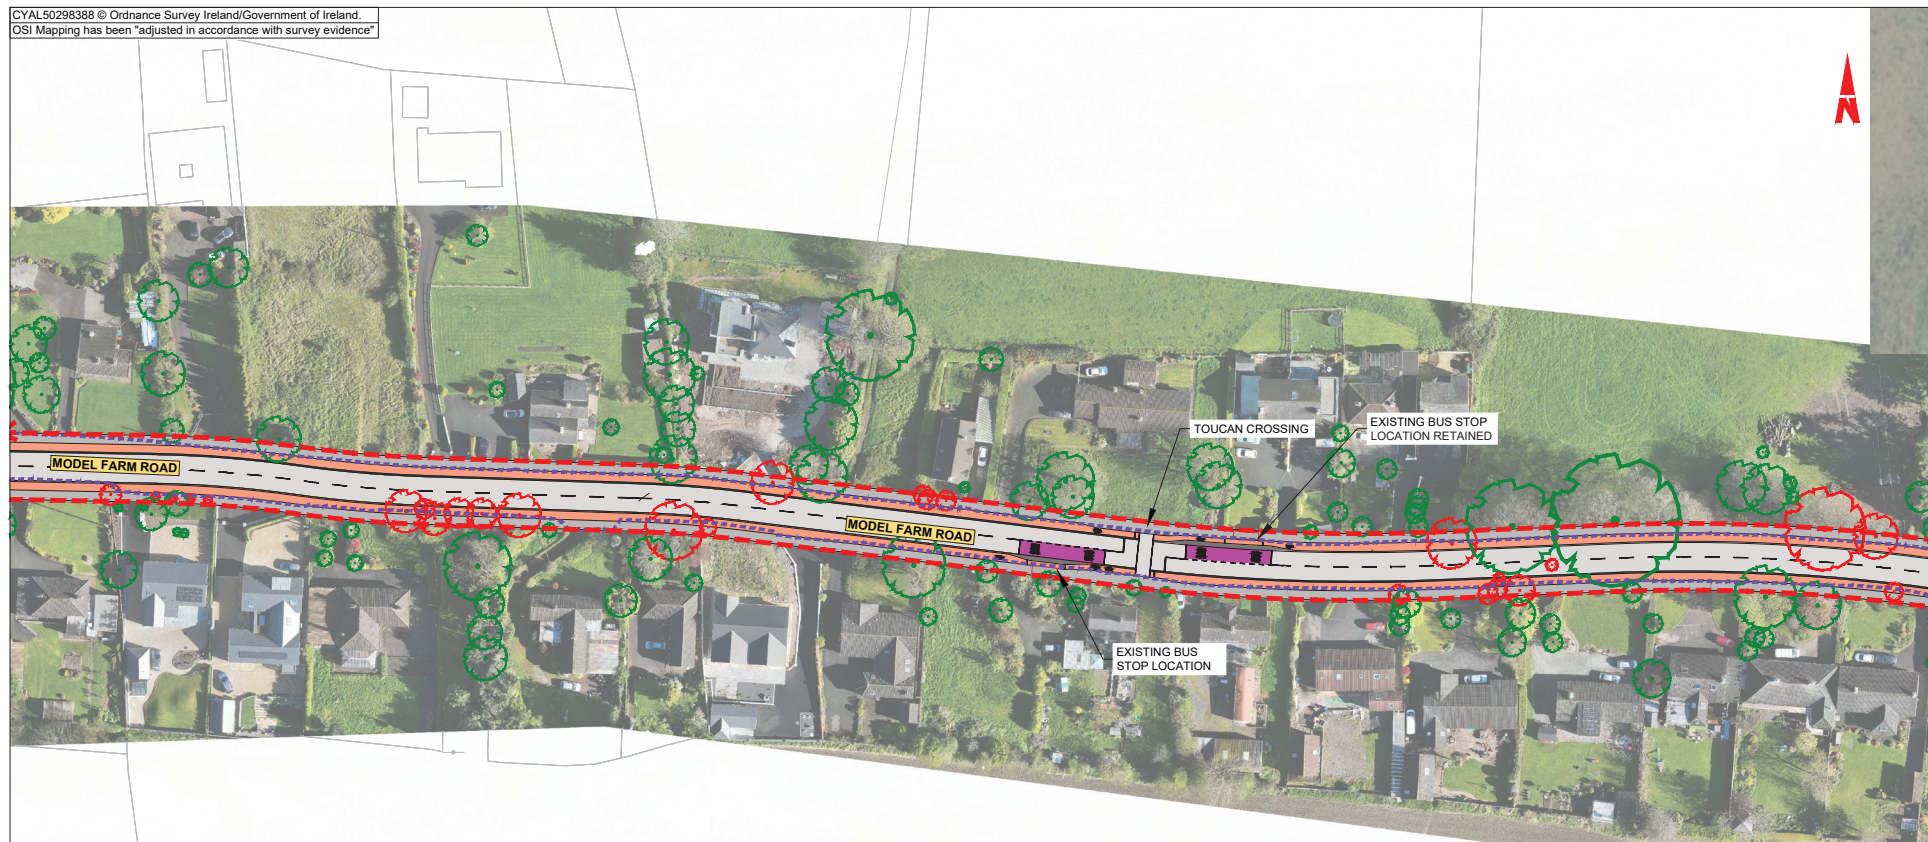 CYAL50298388 © Ordnance Survey Ireland/Government of Ireland.
OSI Mapping has been "adjusted in accordance with survey evidence"
N
TOUCAN CROSSING
EXISTING BUS STOP
LOCATION RETAINED
MODEL FARM ROAD
MODEL FARM ROAD
EXISTING BUS
STOP LOCATION